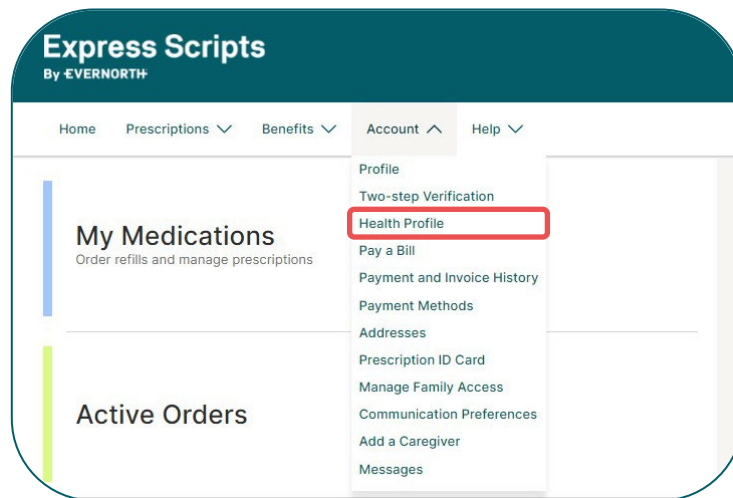 Express Scripts
By EVERNORTH
Home Prescriptions Benefits Account Help
Profile
Two-step Verification
Health Profile
Pay a Bill
Payment and Invoice History
Payment Methods
Addresses
Prescription ID Card
Manage Family Access
Communication Preferences
Add a Caregiver
Messages
My Medications
Order refills and manage prescriptions
Active Orders